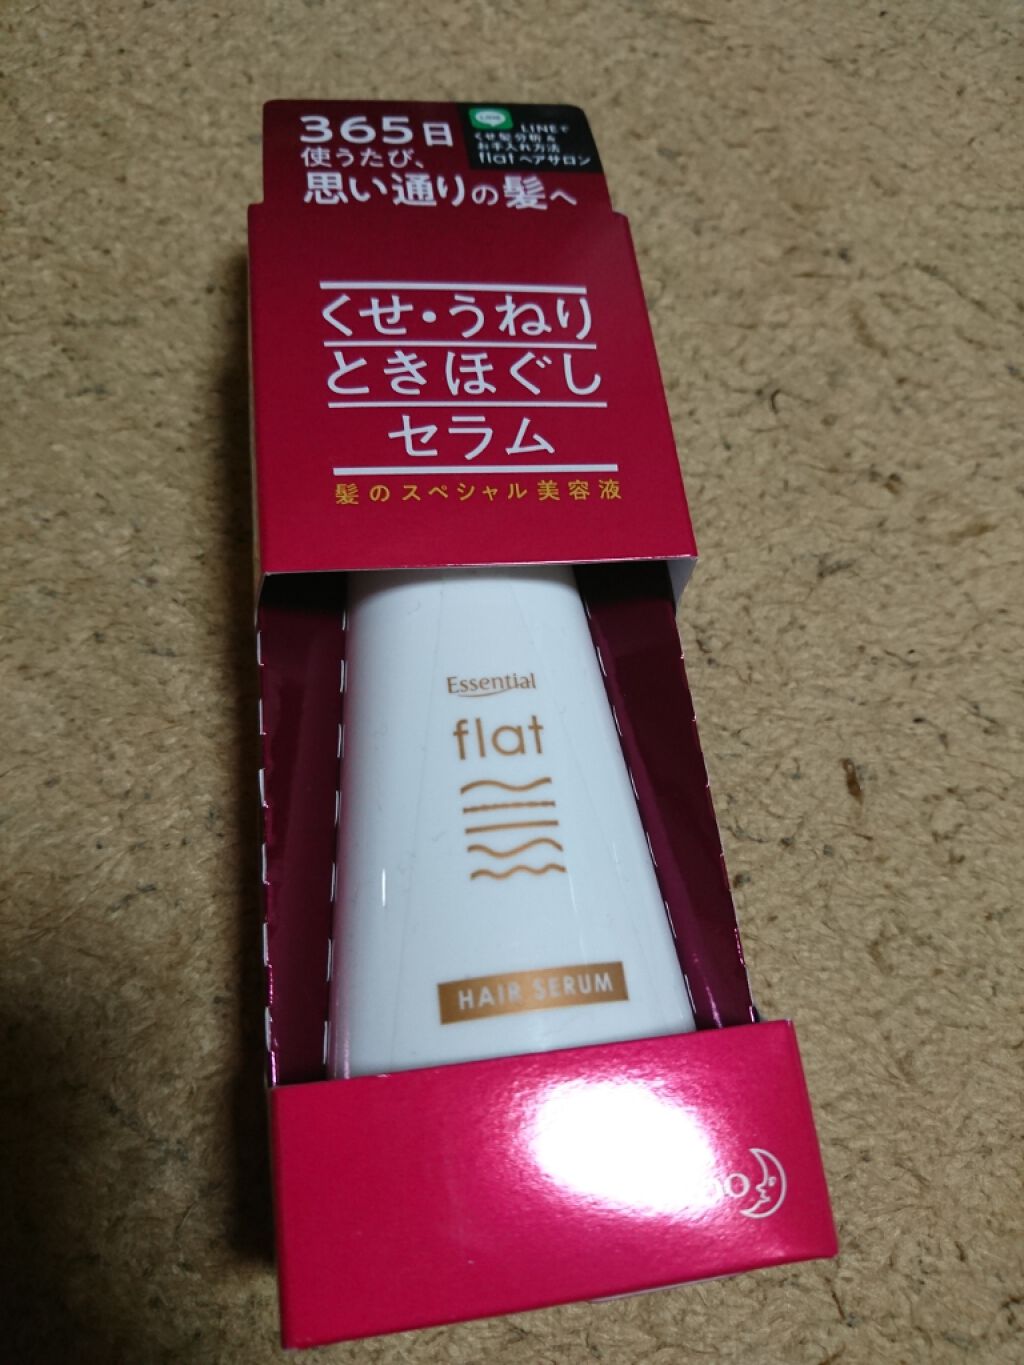 365日
使うたび、
思い通りの髪へ
LINE
LINEで
くせ髪分析&
お手入れ方法
flatヘアサロン
くせ・うねり
ときほぐし
セラム
髪のスペシャル美容液
Essential
flat
HAIR SERUM